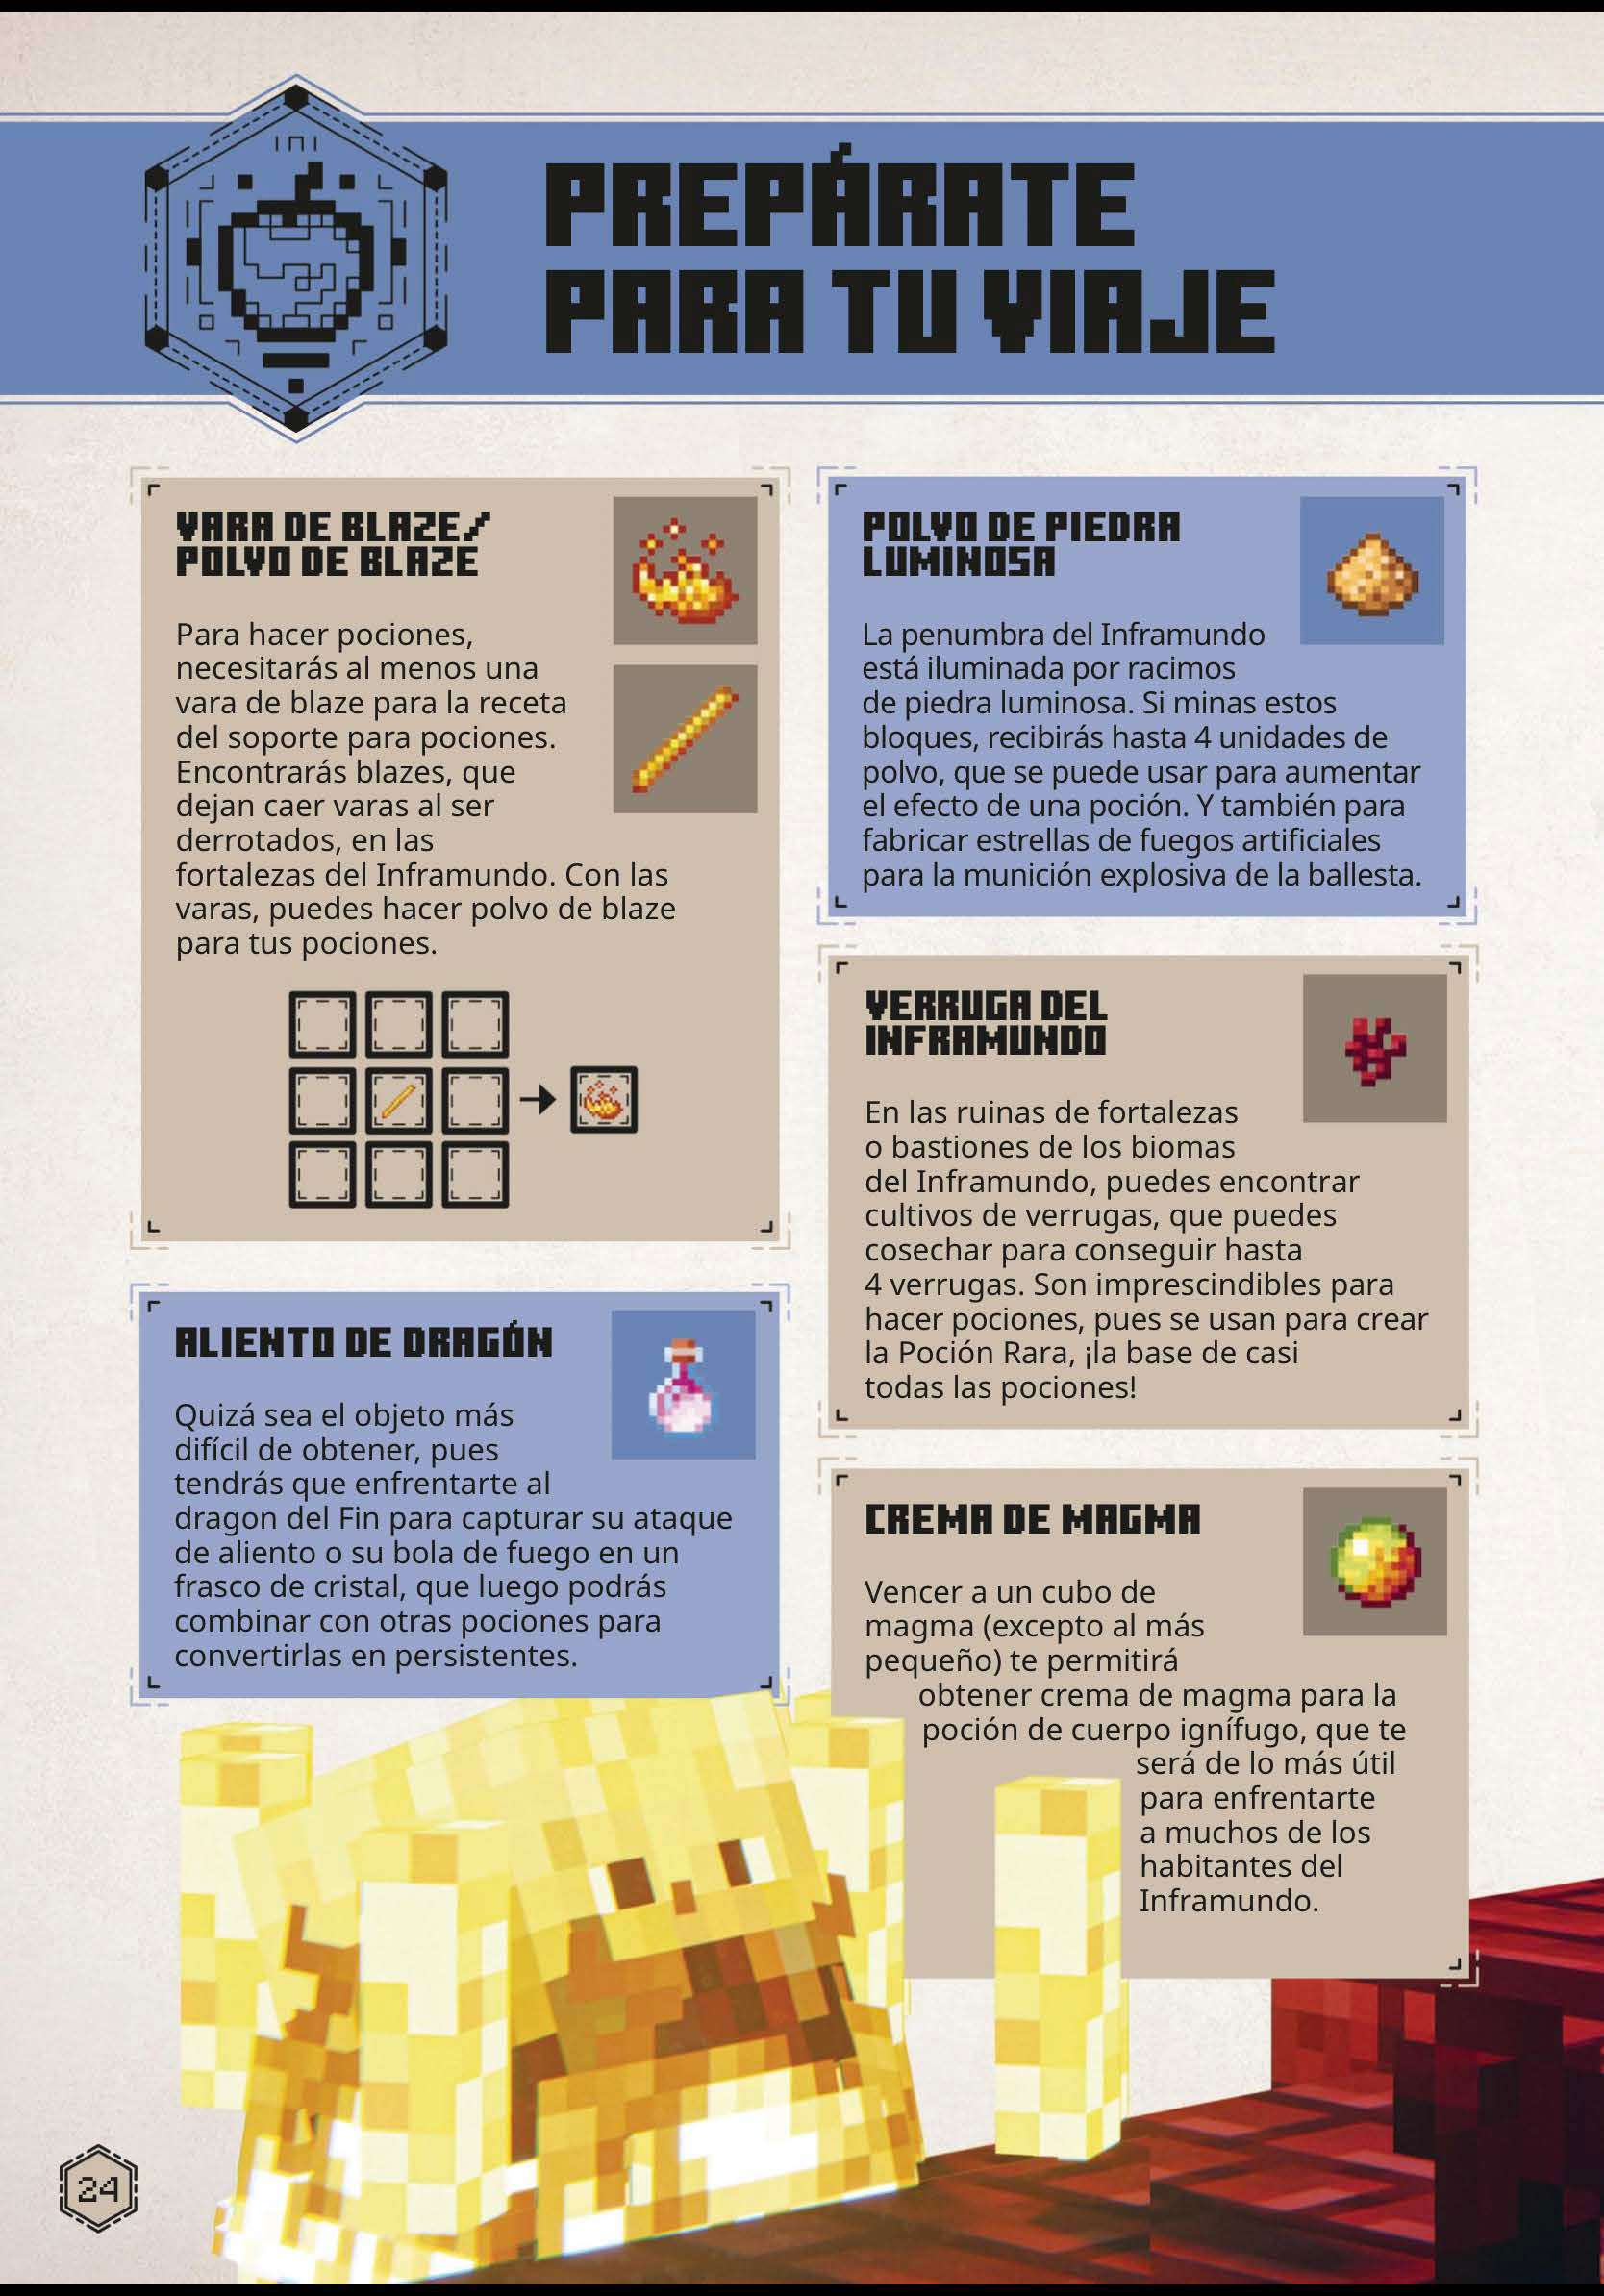 PREPÁRATE
PARA TU VIAJE
VARA DE BLAZE/
POLVO DE BLAZE
Para hacer pociones,
necesitarás al menos una
vara de blaze para la receta
del soporte para pociones.
Encontrarás blazes, que
dejan caer varas al ser
derrotados, en las
fortalezas del Inframundo. Con las
varas, puedes hacer polvo de blaze
para tus pociones.
ALIENTO DE DRAGÓN
Quizá sea el objeto más
difícil de obtener, pues
tendrás que enfrentarte al
dragon del Fin para capturar su ataque
de aliento o su bola de fuego en un
frasco de cristal, que luego podrás
combinar con otras pociones para
convertirlas en persistentes.
POLVO DE PIEDRA
LUMINOSA
La penumbra del Inframundo
está iluminada por racimos
de piedra luminosa. Si minas estos
bloques, recibirás hasta 4 unidades de
polvo, que se puede usar para aumentar
el efecto de una poción. Y también para
fabricar estrellas de fuegos artificiales
para la munición explosiva de la ballesta.
VERRUGA DEL
INFRAMUNDO
En las ruinas de fortalezas
o bastiones de los biomas
del Inframundo, puedes encontrar
cultivos de verrugas, que puedes
cosechar para conseguir hasta
4 verrugas. Son imprescindibles para
hacer pociones, pues se usan para crear
la Poción Rara, ¡la base de casi
todas las pociones!
CREMA DE MAGMA
Vencer a un cubo de
magma (excepto al más
pequeño) te permitirá
obtener crema de magma para la
poción de cuerpo ignífugo, que te
será de lo más útil
para enfrentarte
a muchos de los
habitantes del
Inframundo.
24